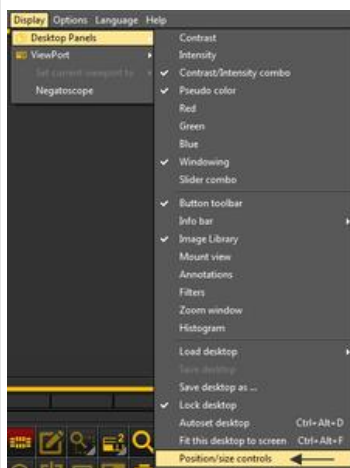 Display Options Language Help
Desktop Panels
ViewPort
Set current viewport to
Negatoscope
Contrast
Intensity
Contrast/Intensity combo
Pseudo color
Red
Green
Blue
Windowing
Slider combo
Button toolbar
Info bar
Image Library
Mount view
Annotations
Filters
Zoom window
Histogram
Load desktop
Save desktop
Save desktop as ...
Lock desktop
Autoset desktop Ctrl+Alt+D
Fit this desktop to screen Ctrl+Alt+F
Position/size controls